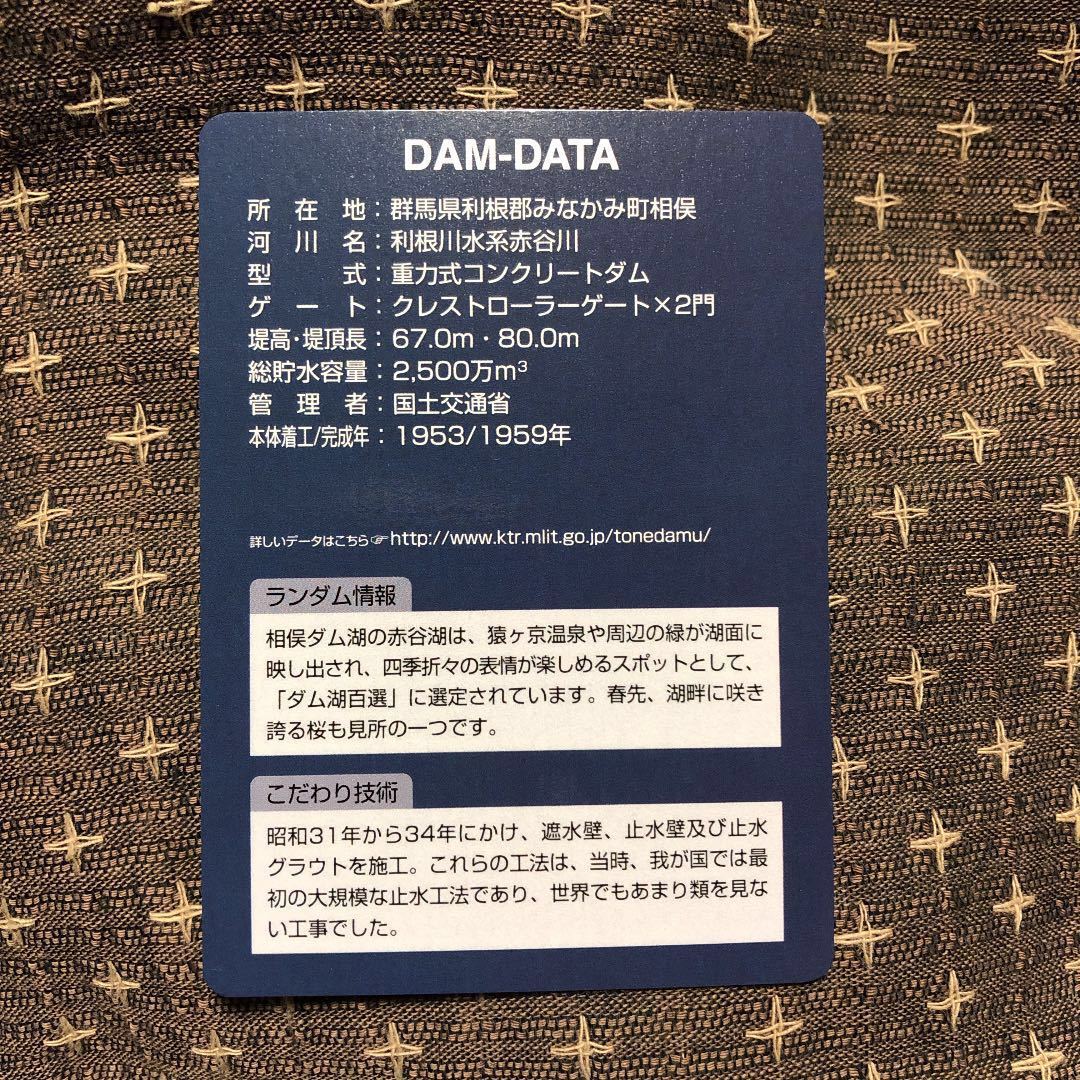 DAM-DATA
所在地：群馬県利根郡みなかみ町相俣
河川名：利根川水系赤谷川
型式：重力式コンクリートダム
ゲート：クレストローラーゲート×2門
堤高・堤頂長：67.0m・80.0m
総貯水容量：2,500万m³
管理者：国土交通省
本体着工/完成年：1953/1959年
詳しいデータはこちら☞http://www.ktr.mlit.go.jp/tonedamu/
ランダム情報
相俣ダム湖の赤谷湖は、猿ヶ京温泉や周辺の緑が湖面に
映し出され、四季折々の表情が楽しめるスポットとして、
「ダム湖百選」に選定されています。春先、湖畔に咲き
誇る桜も見所の一つです。
こだわり技術
昭和31年から34年にかけ、遮水壁、止水壁及び止水
グラウトを施工。これらの工法は、当時、我が国では最
初の大規模な止水工法であり、世界でもあまり類を見な
い工事でした。